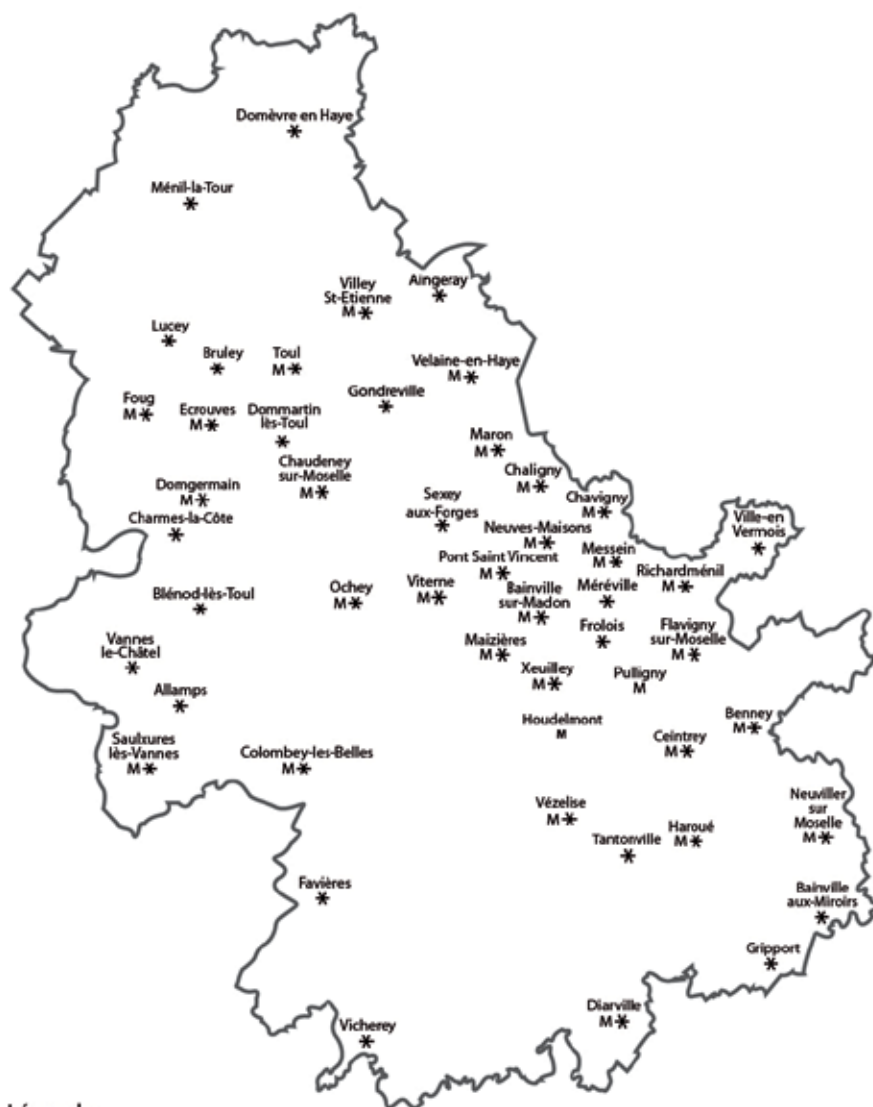 Domèvre en Haye
*
Ménil-la-Tour
*
Villey
St-Etienne
M *
Aingeray
*
Lucey
*
Bruley
*
Toul
M *
Velaine-en-Haye
M *
Gondreville
*
Foug
M *
Ecrouves
M *
Dommartin
lès-Toul
*
Maron
M *
Chaudeney
sur-Moselle
M *
Chaligny
M *
Domgermain
M *
Charmes-la-Côte
*
Sexey
aux-Forges
*
Chavigny
M *
Neuves-Maisons
M *
Ville-en
Vermois
*
Messein
M *
Pont Saint Vincent
M *
Richardménil
M *
Blénod-lès-Toul
*
Ochey
M *
Viterne
M *
Bainville
sur-Madon
M *
Méréville
*
Vannes
le-Châtel
*
Maizières
M *
Frolois
*
Flavigny
sur-Moselle
M *
Xeuilley
M *
Pulligny
M
Allamps
*
Houdelmont
M
Benney
M *
Ceintrey
M *
Saulxures
lès-Vannes
M *
Colombey-les-Belles
M *
Vézelise
M *
Tantonville
*
Haroué
M *
Neuviller
sur
Moselle
M *
Favières
*
Bainville
aux-Miroirs
*
Gripport
*
Diarville
M *
Vicherey
*